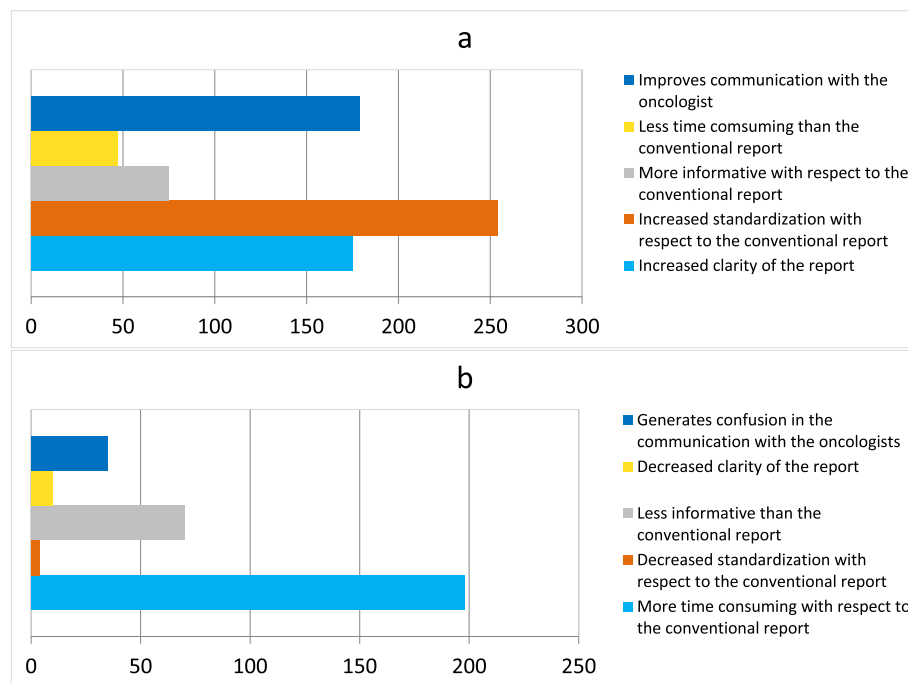 a
Improves communication with the
oncologist
Less time comsuming than the
conventional report
More informative with respect to the
conventional report
Increased standardization with
respect to the conventional report
Increased clarity of the report
0 50 100 150 200 250 300
b
Generates confusion in the
communication with the oncologists
Decreased clarity of the report
Less informative than the
conventional report
Decreased standardization with
respect to the conventional report
More time consuming with respect to
the conventional report
0 50 100 150 200 250